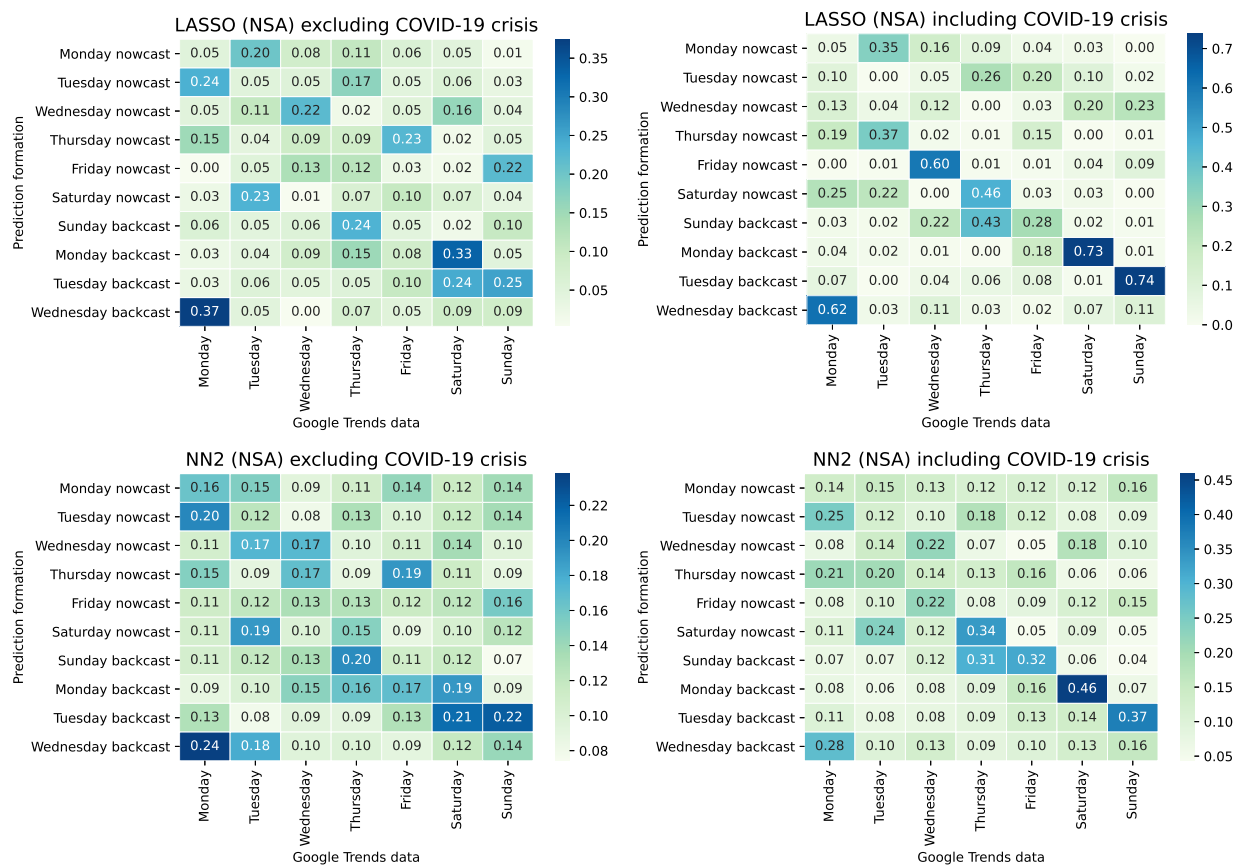 LASSO (NSA) excluding COVID-19 crisis
Prediction formation
Monday nowcast 0.05 0.20 0.08 0.11 0.06 0.05 0.01
Tuesday nowcast 0.24 0.05 0.05 0.17 0.05 0.06 0.03
Wednesday nowcast 0.05 0.11 0.22 0.02 0.05 0.16 0.04
Thursday nowcast 0.15 0.04 0.09 0.09 0.23 0.02 0.05
Friday nowcast 0.00 0.05 0.13 0.12 0.03 0.02 0.22
Saturday nowcast 0.03 0.23 0.01 0.07 0.10 0.07 0.04
Sunday backcast 0.06 0.05 0.06 0.24 0.05 0.02 0.10
Monday backcast 0.03 0.04 0.09 0.15 0.08 0.33 0.05
Tuesday backcast 0.03 0.06 0.05 0.05 0.10 0.24 0.25
Wednesday backcast 0.37 0.05 0.00 0.07 0.05 0.09 0.09
Monday Tuesday Wednesday Thursday Friday Saturday Sunday
Google Trends data
0.35
0.30
0.25
0.20
0.15
0.10
0.05
LASSO (NSA) including COVID-19 crisis
Prediction formation
Monday nowcast 0.05 0.35 0.16 0.09 0.04 0.03 0.00
Tuesday nowcast 0.10 0.00 0.05 0.26 0.20 0.10 0.02
Wednesday nowcast 0.13 0.04 0.12 0.00 0.03 0.20 0.23
Thursday nowcast 0.19 0.37 0.02 0.01 0.15 0.00 0.01
Friday nowcast 0.00 0.01 0.60 0.01 0.01 0.04 0.09
Saturday nowcast 0.25 0.22 0.00 0.46 0.03 0.03 0.00
Sunday backcast 0.03 0.02 0.22 0.43 0.28 0.02 0.01
Monday backcast 0.04 0.02 0.01 0.00 0.18 0.73 0.01
Tuesday backcast 0.07 0.00 0.04 0.06 0.08 0.01 0.74
Wednesday backcast 0.62 0.03 0.11 0.03 0.02 0.07 0.11
Monday Tuesday Wednesday Thursday Friday Saturday Sunday
Google Trends data
0.7
0.6
0.5
0.4
0.3
0.2
0.1
0.0
NN2 (NSA) excluding COVID-19 crisis
Prediction formation
Monday nowcast 0.16 0.15 0.09 0.11 0.14 0.12 0.14
Tuesday nowcast 0.20 0.12 0.08 0.13 0.10 0.12 0.14
Wednesday nowcast 0.11 0.17 0.17 0.10 0.11 0.14 0.10
Thursday nowcast 0.15 0.09 0.17 0.09 0.19 0.11 0.09
Friday nowcast 0.11 0.12 0.13 0.13 0.12 0.12 0.16
Saturday nowcast 0.11 0.19 0.10 0.15 0.09 0.10 0.12
Sunday backcast 0.11 0.12 0.13 0.20 0.11 0.12 0.07
Monday backcast 0.09 0.10 0.15 0.16 0.17 0.19 0.09
Tuesday backcast 0.13 0.08 0.09 0.09 0.13 0.21 0.22
Wednesday backcast 0.24 0.18 0.10 0.10 0.09 0.12 0.14
Monday Tuesday Wednesday Thursday Friday Saturday Sunday
Google Trends data
0.22
0.20
0.18
0.16
0.14
0.12
0.10
0.08
NN2 (NSA) including COVID-19 crisis
Prediction formation
Monday nowcast 0.14 0.15 0.13 0.12 0.12 0.12 0.16
Tuesday nowcast 0.25 0.12 0.10 0.18 0.12 0.08 0.09
Wednesday nowcast 0.08 0.14 0.22 0.07 0.05 0.18 0.10
Thursday nowcast 0.21 0.20 0.14 0.13 0.16 0.06 0.06
Friday nowcast 0.08 0.10 0.22 0.08 0.09 0.12 0.15
Saturday nowcast 0.11 0.24 0.12 0.34 0.05 0.09 0.05
Sunday backcast 0.07 0.07 0.12 0.31 0.32 0.06 0.04
Monday backcast 0.08 0.06 0.08 0.09 0.16 0.46 0.07
Tuesday backcast 0.11 0.08 0.08 0.09 0.13 0.14 0.37
Wednesday backcast 0.28 0.10 0.13 0.09 0.10 0.13 0.16
Monday Tuesday Wednesday Thursday Friday Saturday Sunday
Google Trends data
0.45
0.40
0.35
0.30
0.25
0.20
0.15
0.10
0.05